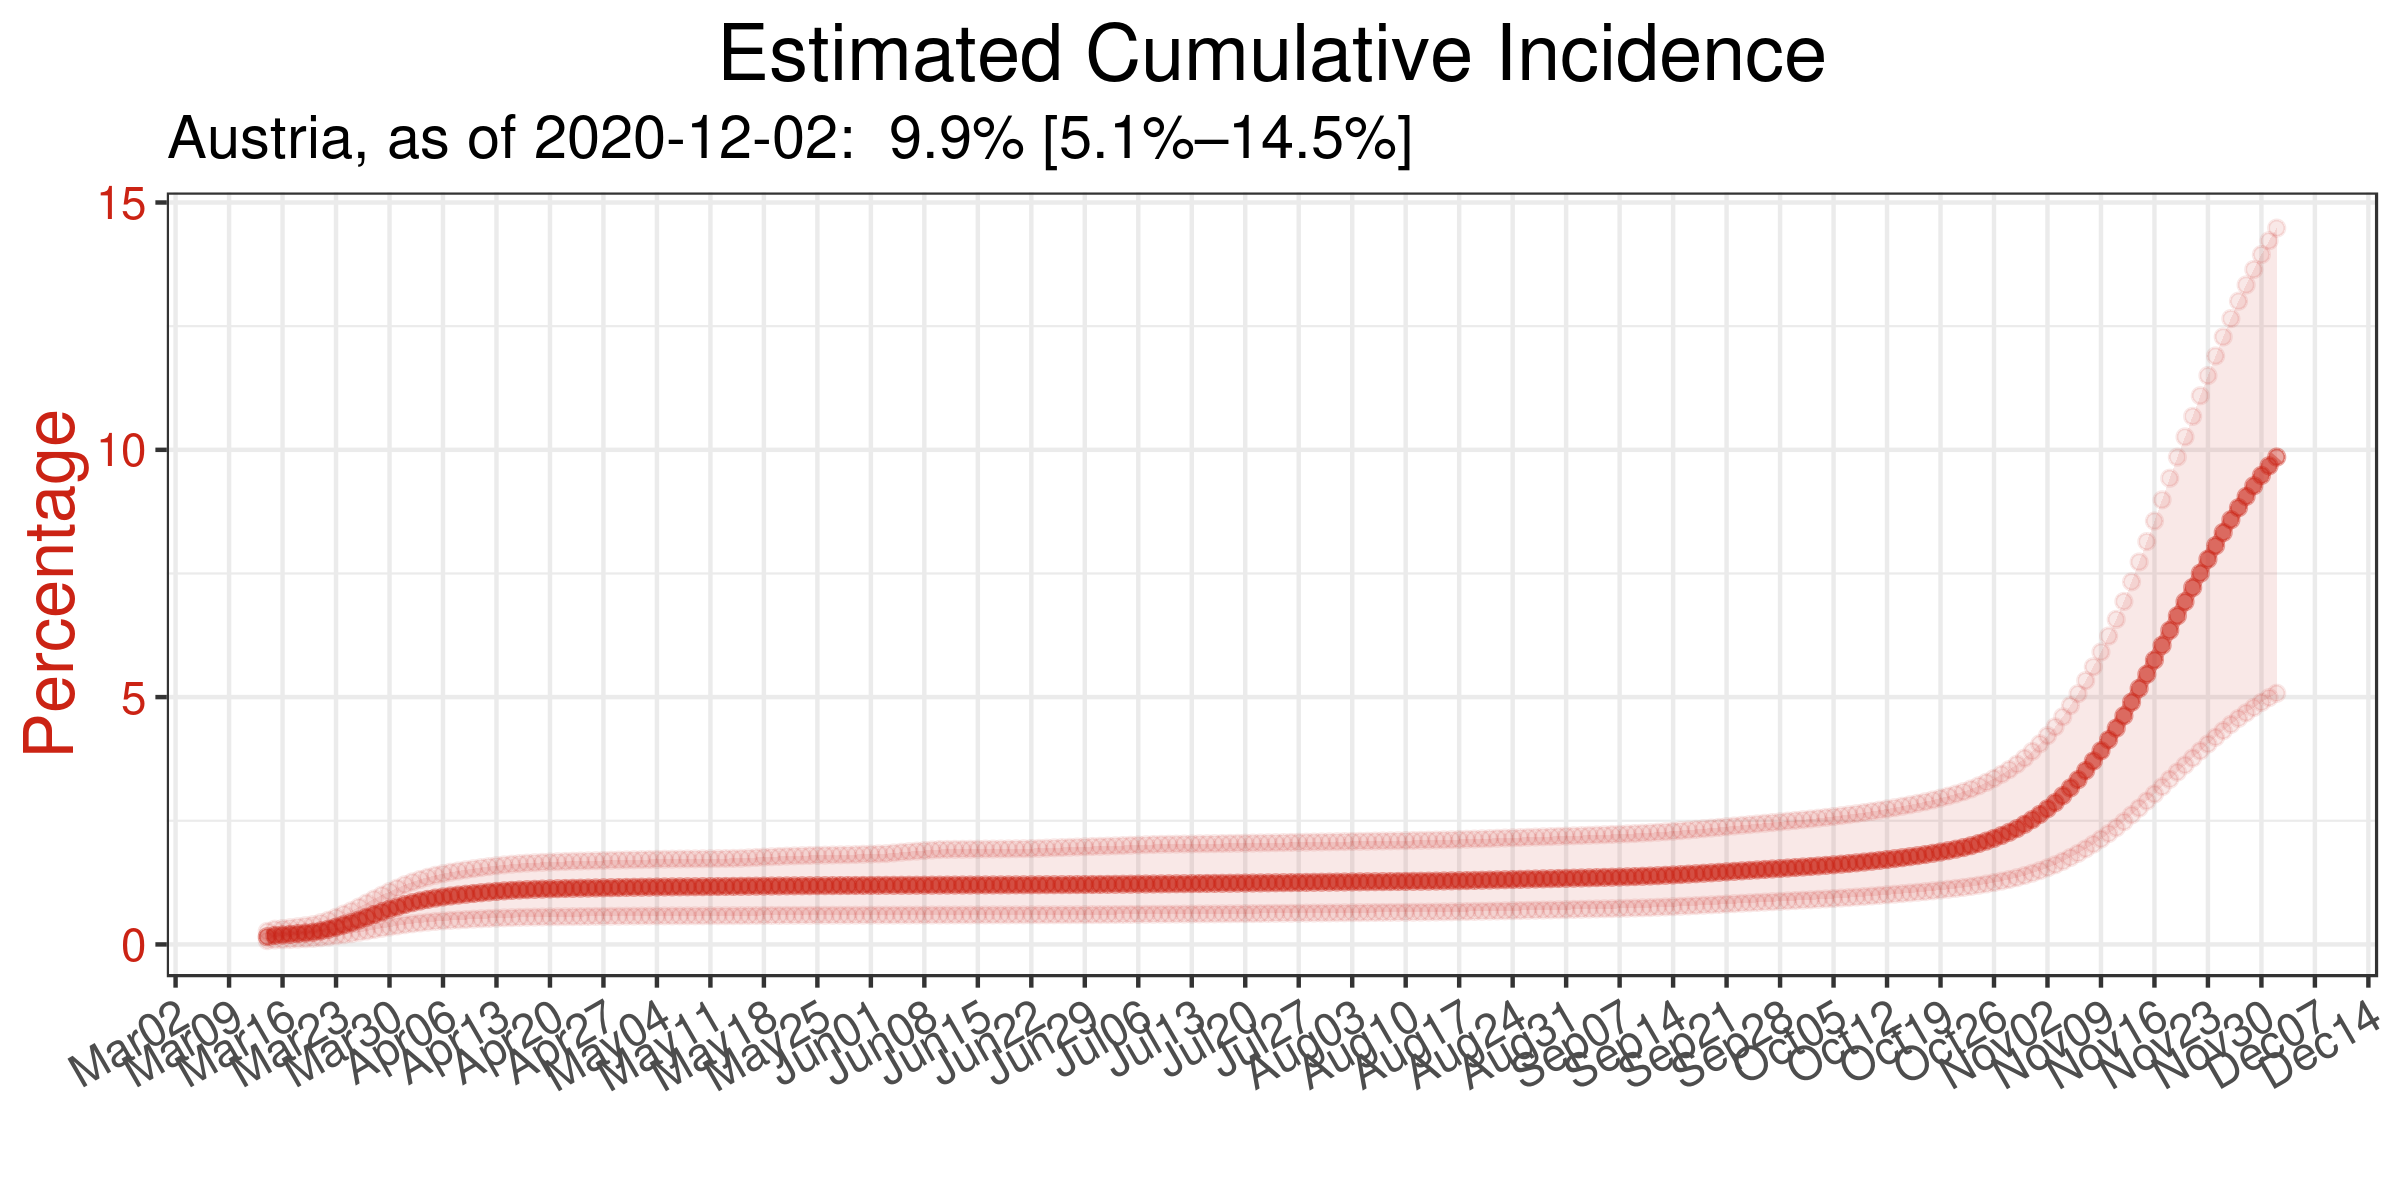 Estimated Cumulative Incidence
Austria, as of 2020-12-02:  9.9% [5.1%–14.5%]
Percentage
15
10
5
0
Mar02
Mar09
Mar16
Mar23
Mar30
Apr06
Apr13
Apr20
Apr27
May04
May11
May18
May25
Jun01
Jun08
Jun15
Jun22
Jun29
Jul06
Jul13
Jul20
Jul27
Aug03
Aug10
Aug17
Aug24
Aug31
Sep07
Sep14
Sep21
Sep28
Oct05
Oct12
Oct19
Oct26
Nov02
Nov09
Nov16
Nov23
Nov30
Dec07
Dec14